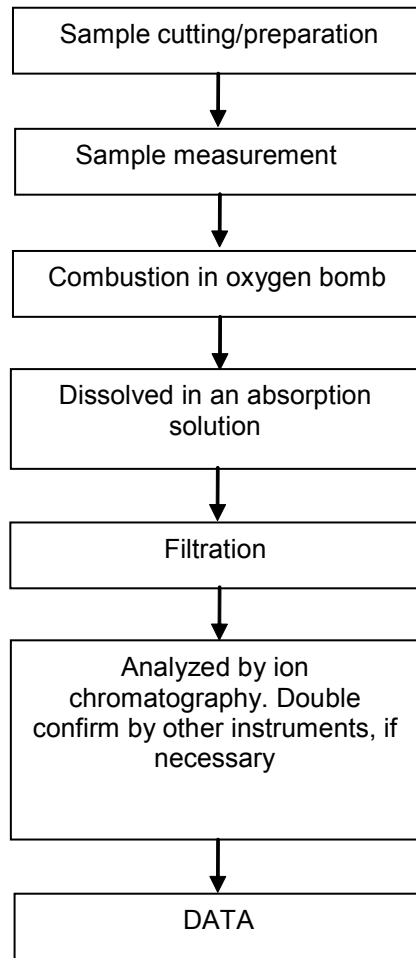 Sample cutting/preparation
Sample measurement
Combustion in oxygen bomb
Dissolved in an absorption
solution
Filtration
Analyzed by ion
chromatography. Double
confirm by other instruments, if
necessary
DATA